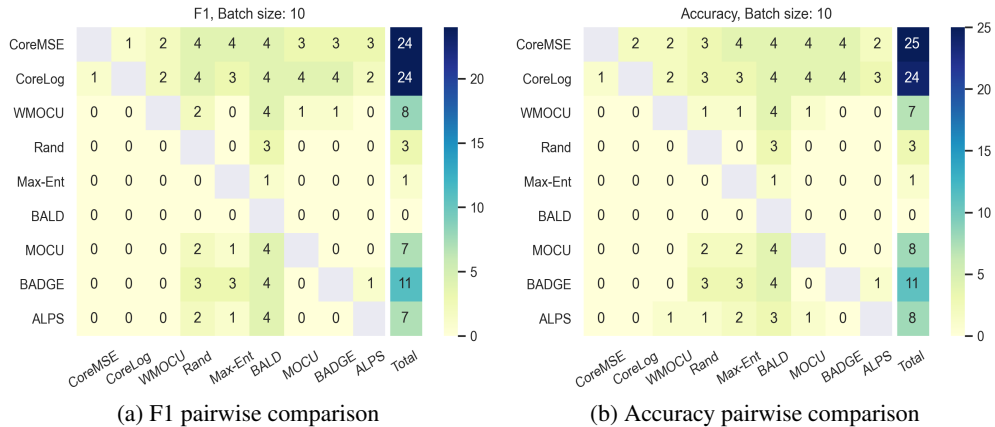 F1, Batch size: 10
CoreMSE 1 2 4 4 4 3 3 3 24
CoreLog 1 2 4 3 4 4 4 2 24
WMOCU 0 0 2 0 4 1 1 0 8
Rand 0 0 0 0 3 0 0 0 3
Max-Ent 0 0 0 0 1 0 0 0 1
BALD 0 0 0 0 0 0 0 0 0
MOCU 0 0 0 2 1 4 0 0 7
BADGE 0 0 0 3 3 4 0 1 11
ALPS 0 0 0 2 1 4 0 0 7
CoreMSE CoreLog WMOCU Rand Max-Ent BALD MOCU BADGE ALPS Total
20
15
10
5
0
(a) F1 pairwise comparison
Accuracy, Batch size: 10
CoreMSE 2 2 3 4 4 4 4 2 25
CoreLog 1 2 3 3 4 4 4 3 24
WMOCU 0 0 1 1 4 1 0 0 7
Rand 0 0 0 0 3 0 0 0 3
Max-Ent 0 0 0 0 1 0 0 0 1
BALD 0 0 0 0 0 0 0 0 0
MOCU 0 0 0 2 2 4 0 0 8
BADGE 0 0 0 3 3 4 0 1 11
ALPS 0 0 1 1 2 3 1 0 8
CoreMSE CoreLog WMOCU Rand Max-Ent BALD MOCU BADGE ALPS Total
25
20
15
10
5
0
(b) Accuracy pairwise comparison